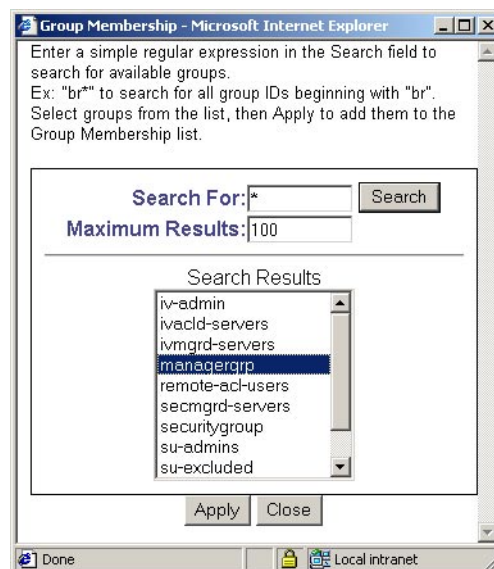 Group Membership - Microsoft Internet Explorer
Enter a simple regular expression in the Search field to
search for available groups.
Ex: "br*" to search for all group IDs beginning with "br".
Select groups from the list, then Apply to add them to the
Group Membership list.
Search For: * Search
Maximum Results: 100
Search Results
iv-admin
ivacld-servers
ivmgrd-servers
managergrp
remote-acl-users
secmgrd-servers
securitygroup
su-admins
su-excluded
Apply Close
Done Local intranet